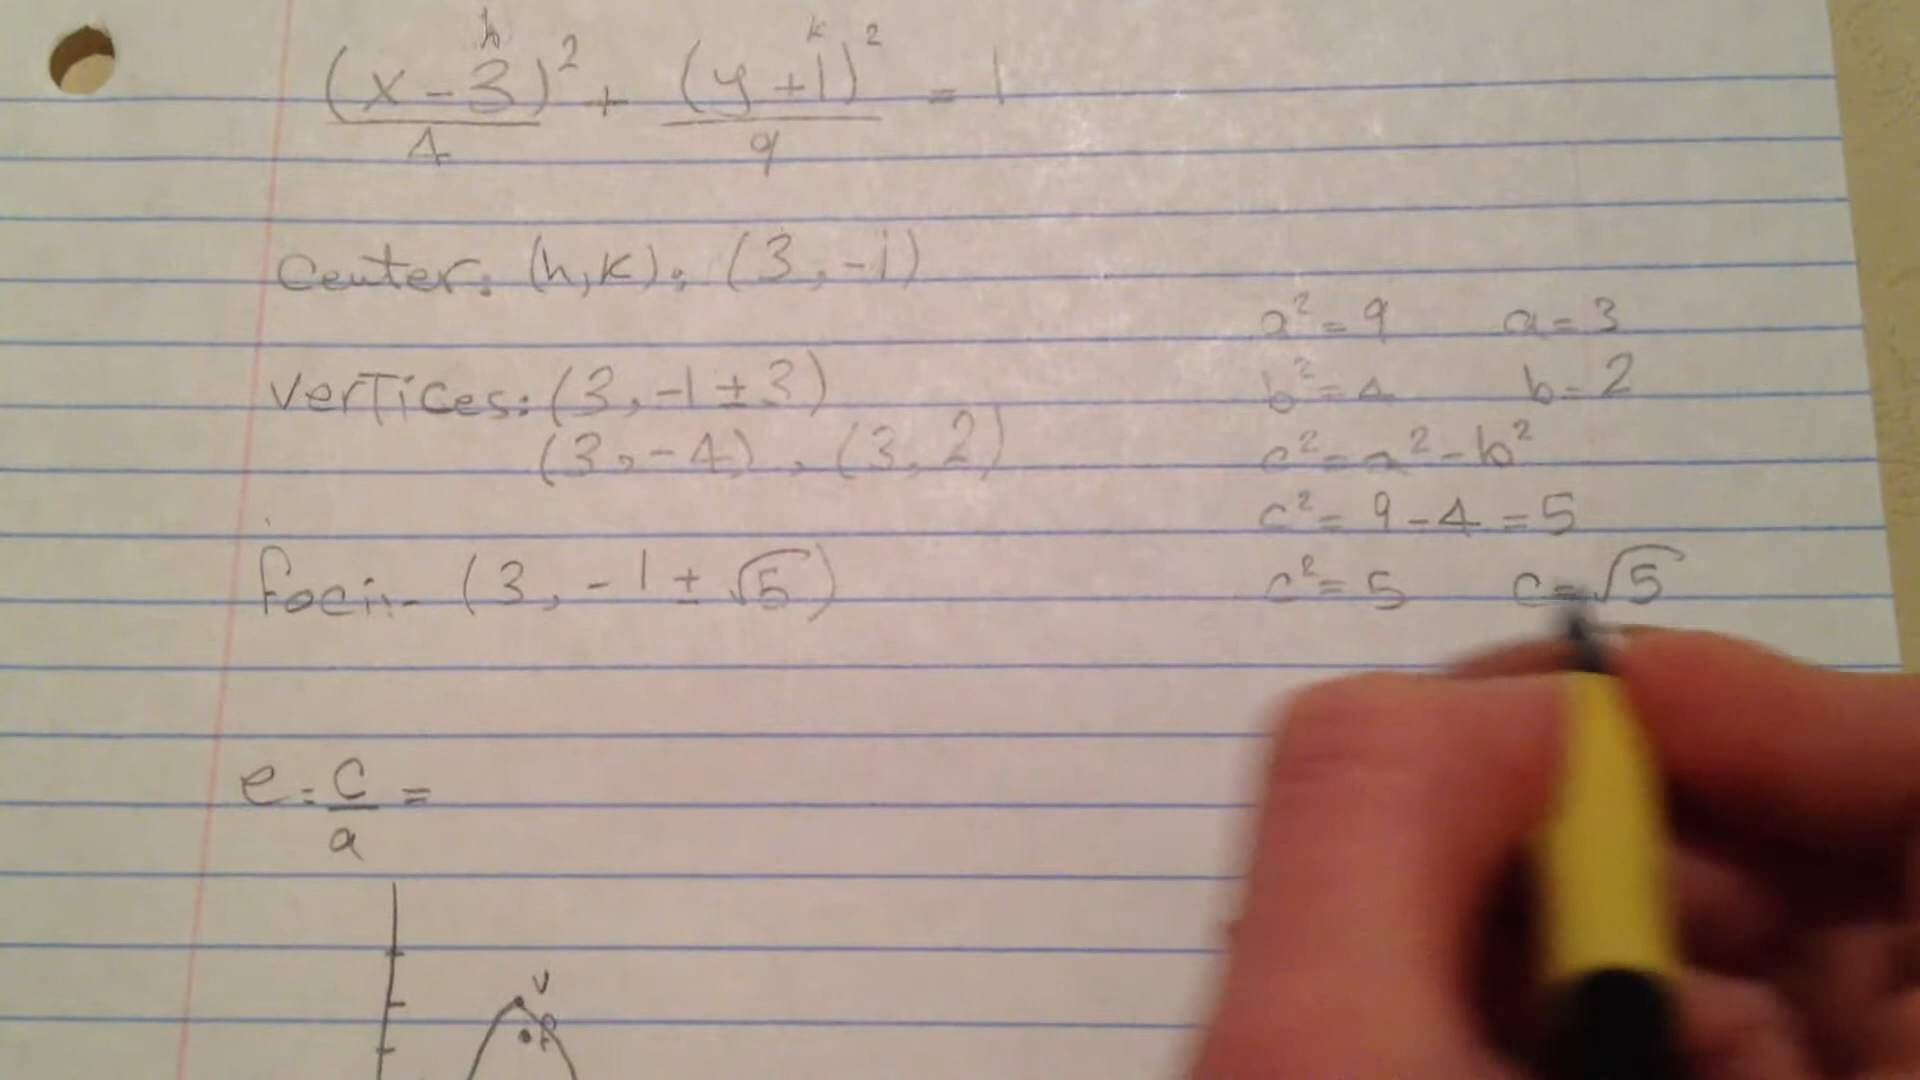 h k
(x - 3)² / 4 + (y + 1)² / 9 = 1
Center: (h, k): (3, -1)
a² = 9 a = 3
Vertices: (3, -1 ± 3)
b² = 4 b = 2
(3, -4), (3, 2)
c² = a² - b²
c² = 9 - 4 = 5
foci:- (3, -1 ± √5)
c² = 5 c = √5
e = c / a =
V
F